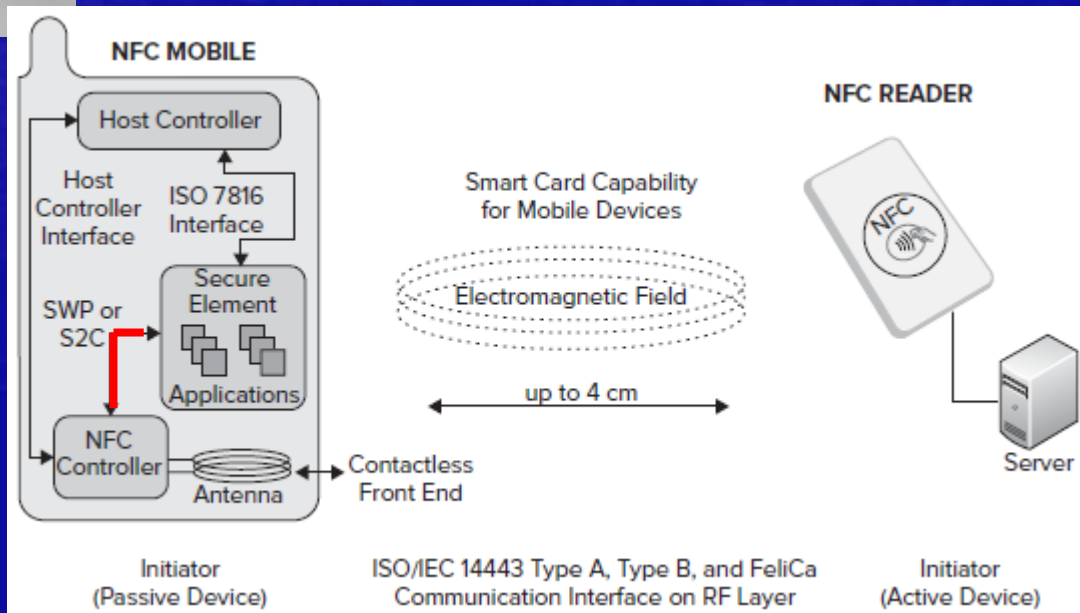 NFC MOBILE
Host Controller
Host
Controller
Interface
ISO 7816
Interface
Secure
Element
Applications
SWP or
S2C
NFC
Controller
Antenna
Contactless
Front End
Smart Card Capability
for Mobile Devices
Electromagnetic Field
up to 4 cm
NFC READER
NFC
Server
Initiator
(Passive Device)
ISO/IEC 14443 Type A, Type B, and FeliCa
Communication Interface on RF Layer
Initiator
(Active Device)